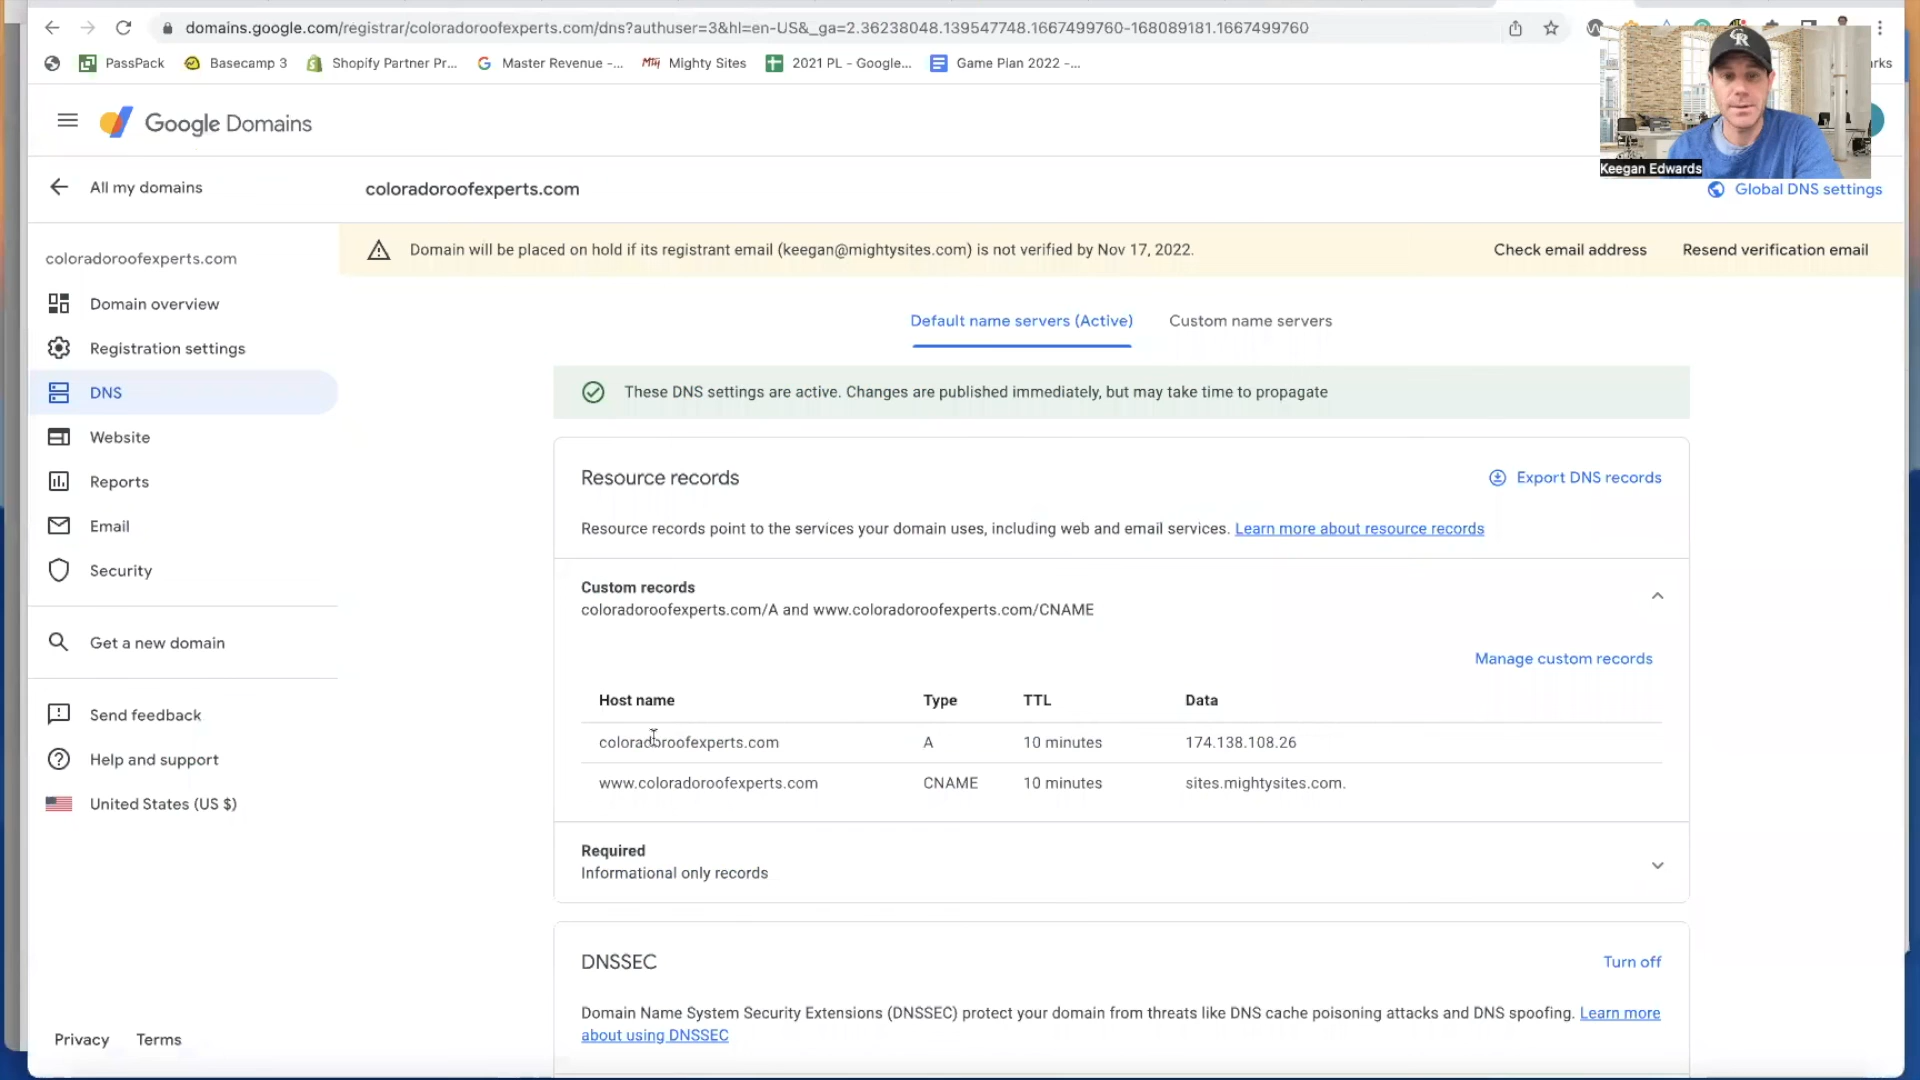 domains.google.com/registrar/coloradoroofexperts.com/dns?authuser=3&hl=en-US&_ga=2.36238048.139547748.1667499760-168089181.1667499760
PassPack
Basecamp 3
Shopify Partner Pr...
Master Revenue -...
Mighty Sites
2021 PL - Google...
Game Plan 2022 -...
rks
CR
Keegan Edwards
Google Domains
All my domains
coloradoroofexperts.com
Global DNS settings
coloradoroofexperts.com
Domain overview
Registration settings
DNS
Website
Reports
Email
Security
Get a new domain
Send feedback
Help and support
United States (US $)
Privacy
Terms
Domain will be placed on hold if its registrant email (keegan@mightysites.com) is not verified by Nov 17, 2022.
Check email address
Resend verification email
Default name servers (Active)
Custom name servers
These DNS settings are active. Changes are published immediately, but may take time to propagate
Resource records
Export DNS records
Resource records point to the services your domain uses, including web and email services. Learn more about resource records
Custom records
coloradoroofexperts.com/A and www.coloradoroofexperts.com/CNAME
Manage custom records
Host name Type TTL Data
coloradoroofexperts.com A 10 minutes 174.138.108.26
www.coloradoroofexperts.com CNAME 10 minutes sites.mightysites.com.
Required
Informational only records
DNSSEC
Turn off
Domain Name System Security Extensions (DNSSEC) protect your domain from threats like DNS cache poisoning attacks and DNS spoofing. Learn more
about using DNSSEC